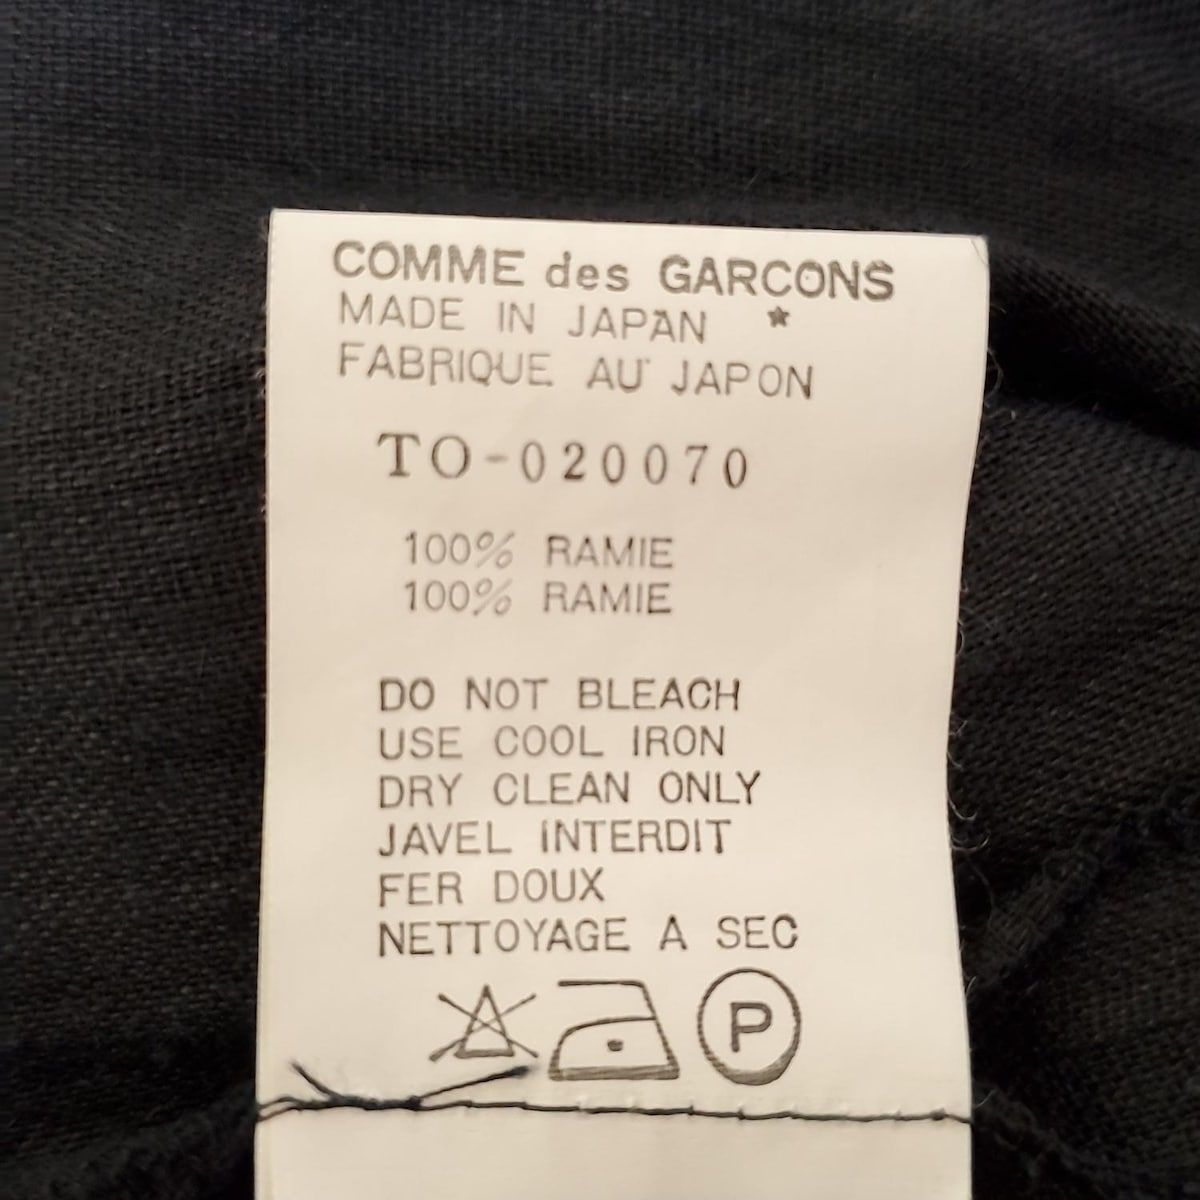 COMME des GARCONS
MADE IN JAPAN ★
FABRIQUE AU JAPON
TO-020070
100% RAMIE
100% RAMIE
DO NOT BLEACH
USE COOL IRON
DRY CLEAN ONLY
JAVEL INTERDIT
FER DOUX
NETTOYAGE A SEC
P